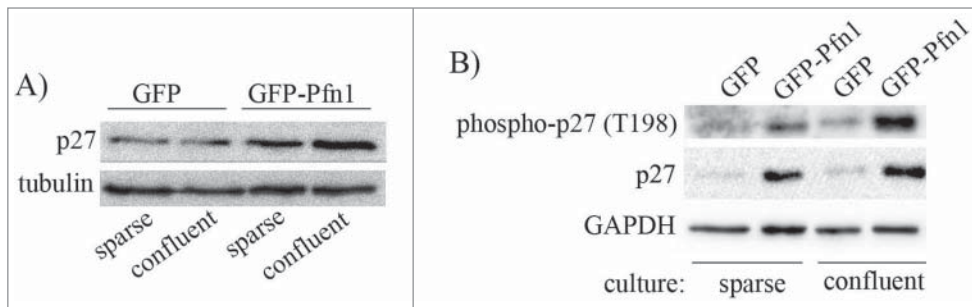 A)
GFP GFP-Pfn1
p27
tubulin
sparse confluent sparse confluent
B)
GFP GFP-Pfn1 GFP GFP-Pfn1
phospho-p27 (T198)
p27
GAPDH
culture: sparse confluent